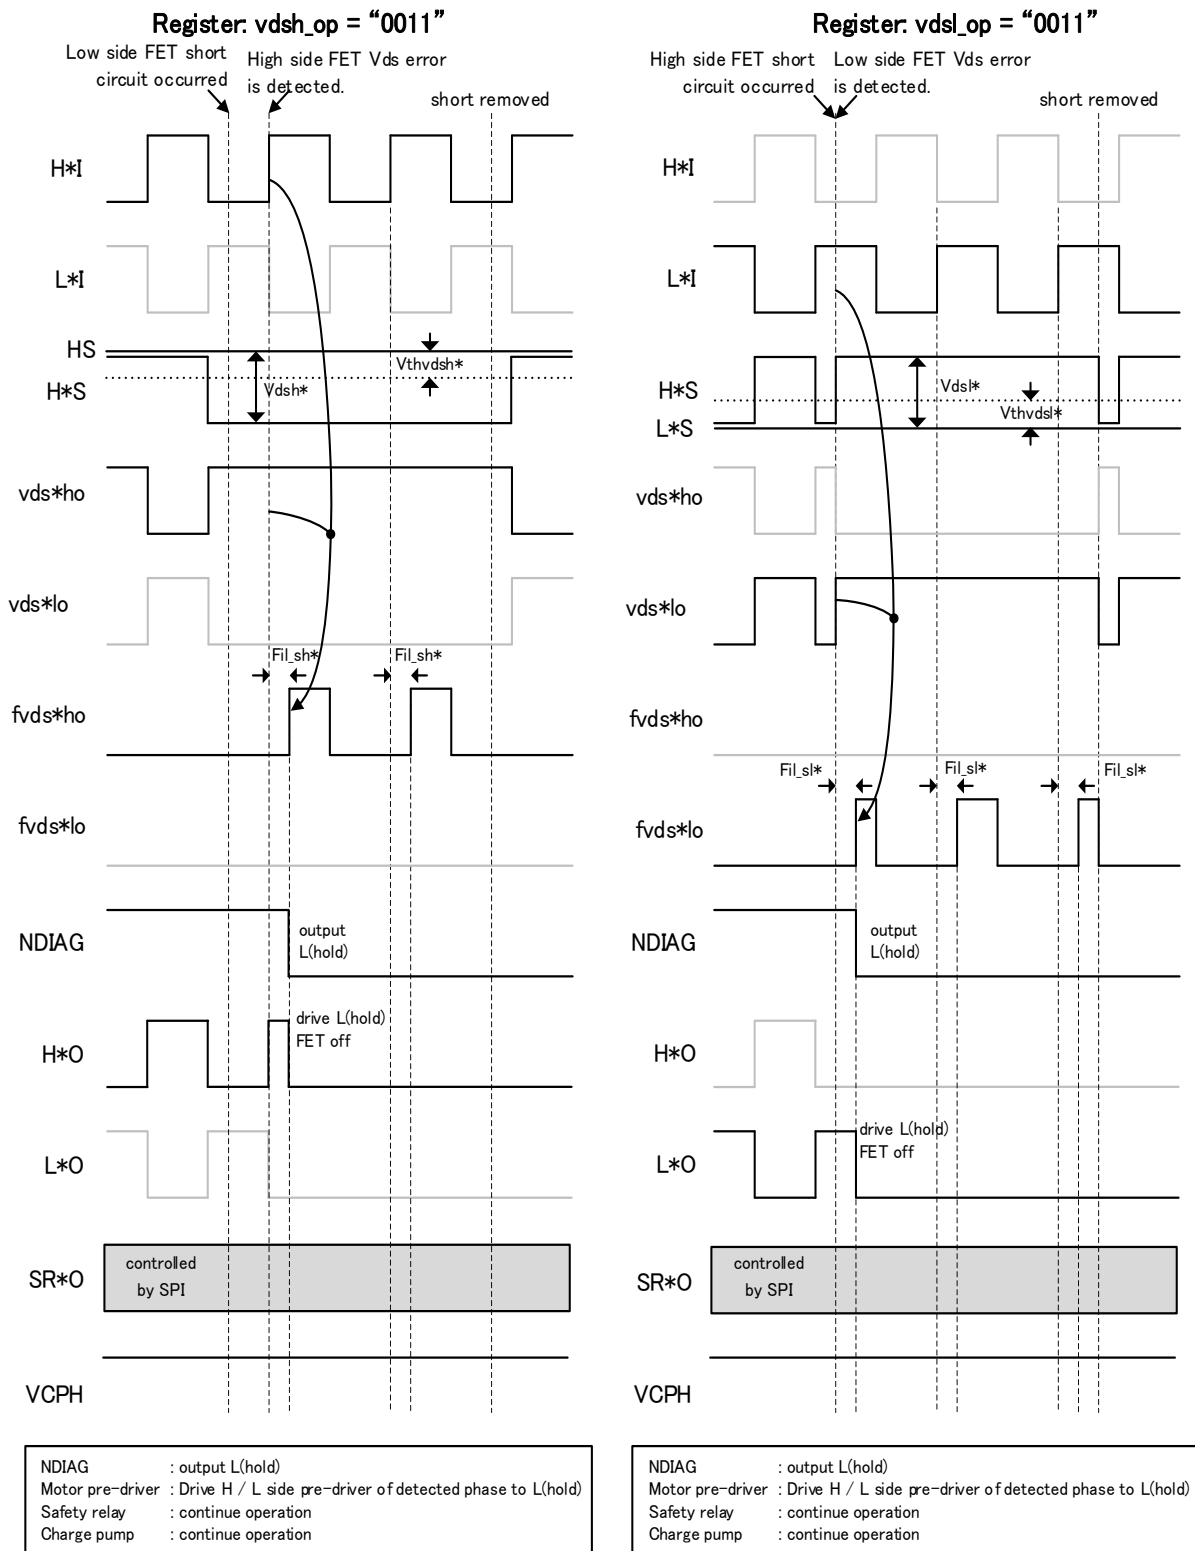 Register: vdsh_op = “0011”
Low side FET short
circuit occurred
High side FET Vds error
is detected.
short removed
H*I
L*I
HS
Vthvdsh*
H*S
Vdsh*
vds*ho
vds*lo
Fil_sh*
Fil_sh*
fvds*ho
fvds*lo
NDIAG
output
L(hold)
drive L(hold)
FET off
H*O
L*O
SR*O
controlled
by SPI
VCPH
NDIAG : output L(hold)
Motor pre-driver : Drive H / L side pre-driver of detected phase to L(hold)
Safety relay : continue operation
Charge pump : continue operation
Register: vdsl_op = “0011”
High side FET short
circuit occurred
Low side FET Vds error
is detected.
short removed
H*I
L*I
H*S
Vdsl*
Vthvdsl*
L*S
vds*ho
vds*lo
fvds*ho
Fil_sl*
Fil_sl*
Fil_sl*
fvds*lo
NDIAG
output
L(hold)
H*O
drive L(hold)
FET off
L*O
SR*O
controlled
by SPI
VCPH
NDIAG : output L(hold)
Motor pre-driver : Drive H / L side pre-driver of detected phase to L(hold)
Safety relay : continue operation
Charge pump : continue operation